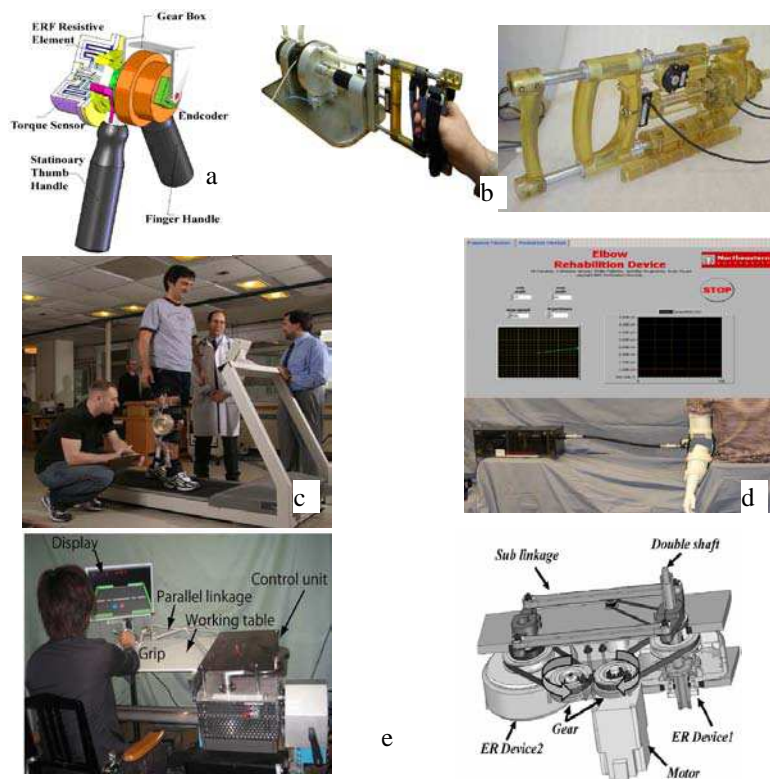 Gear Box
ERF Resistive
Element
Torque Sensor
Endcoder
Statinoary
Thumb
Handle
Finger Handle
a
b
c
Elbow
Rehabilition Device
Northeastern
STOP
d
Display
Parallel linkage
Control unit
Working table
Grip
e
Sub linkage
Double shaft
ER Device2
Gear
ER Device1
Motor